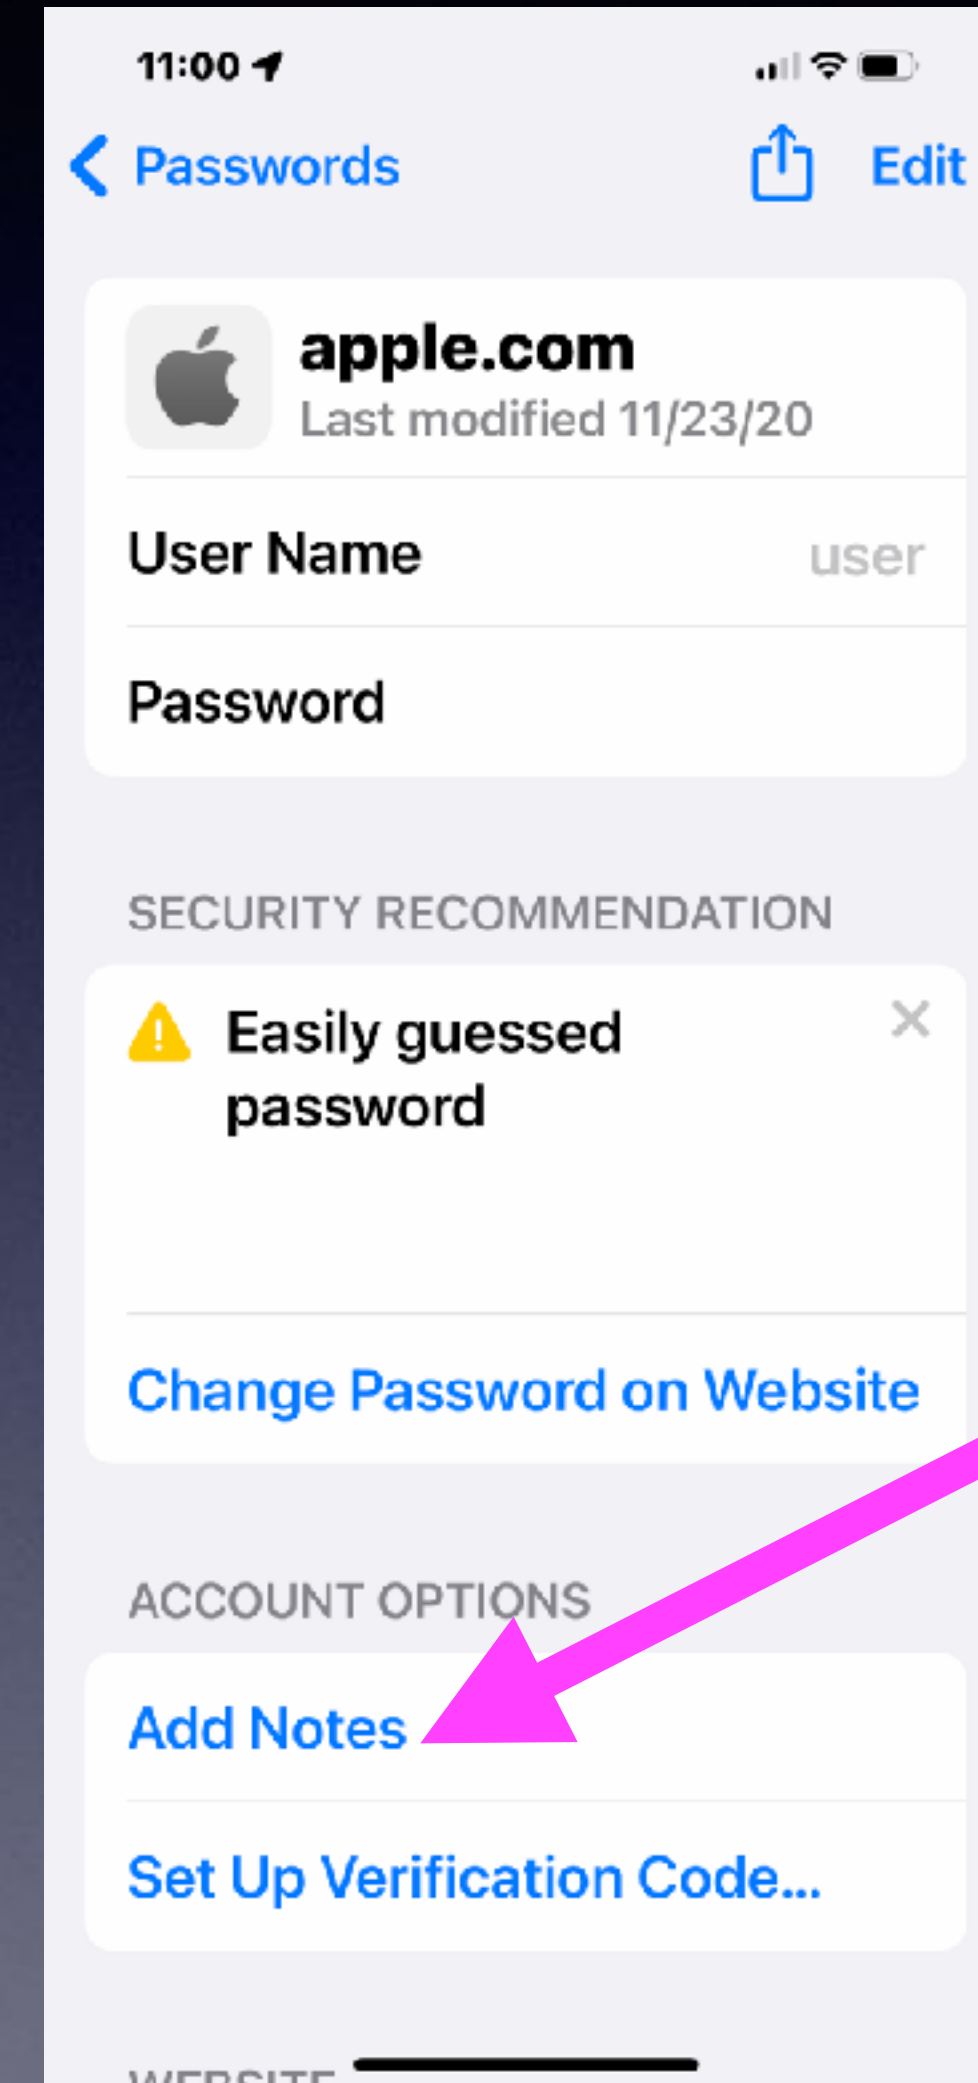 11:00
Passwords
Edit
apple.com
Last modified 11/23/20
User Name
user
Password
SECURITY RECOMMENDATION
Easily guessed
password
Change Password on Website
ACCOUNT OPTIONS
Add Notes
Set Up Verification Code...
WEBSITE